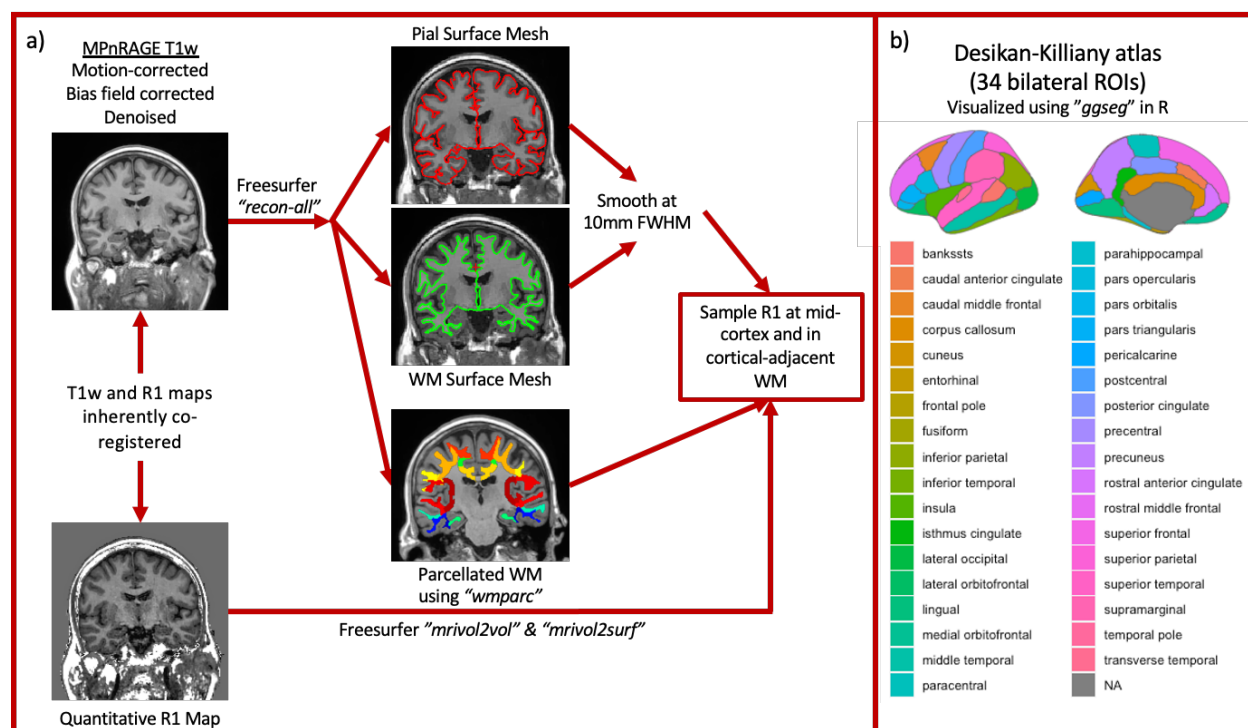 a)
MPnRAGE T1w
Motion-corrected
Bias field corrected
Denoised
Pial Surface Mesh
Freesurfer
"recon-all"
Smooth at
10mm FWHM
WM Surface Mesh
Sample R1 at mid-
cortex and in
cortical-adjacent
WM
T1w and R1 maps
inherently co-
registered
Parcellated WM
using "wmparc"
Freesurfer "mrivol2vol" & "mrivol2surf"
Quantitative R1 Map
b)
Desikan-Killiany atlas
(34 bilateral ROIs)
Visualized using "ggseg" in R
bankssts
caudal anterior cingulate
caudal middle frontal
corpus callosum
cuneus
entorhinal
frontal pole
fusiform
inferior parietal
inferior temporal
insula
isthmus cingulate
lateral occipital
lateral orbitofrontal
lingual
medial orbitofrontal
middle temporal
paracentral
parahippocampal
pars opercularis
pars orbitalis
pars triangularis
pericalcarine
postcentral
posterior cingulate
precentral
precuneus
rostral anterior cingulate
rostral middle frontal
superior frontal
superior parietal
superior temporal
supramarginal
temporal pole
transverse temporal
NA